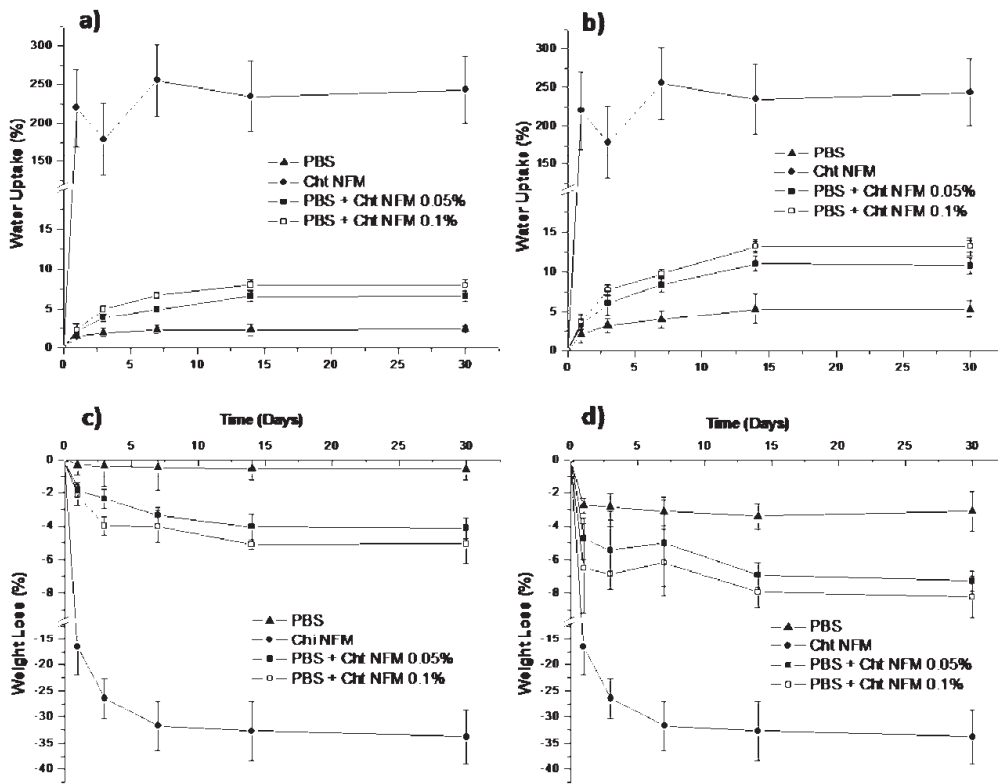 a)
300
250
200
150
15
10
5
0
Water Uptake (%)
PBS
Cht NFM
PBS + Cht NFM 0.05%
PBS + Cht NFM 0.1%
0 5 10 15 20 25 30
b)
300
250
200
150
15
10
5
0
Water Uptake (%)
PBS
Cht NFM
PBS + Cht NFM 0.05%
PBS + Cht NFM 0.1%
0 5 10 15 20 25 30
c)
Time (Days)
0 5 10 15 20 25 30
0
-2
-4
-6
-8
-15
-20
-25
-30
-35
-40
Weight Loss (%)
PBS
Chi NFM
PBS + Cht NFM 0.05%
PBS + Cht NFM 0.1%
d)
Time (Days)
0 5 10 15 20 25 30
0
-2
-4
-6
-8
-15
-20
-25
-30
-35
-40
Weight Loss (%)
PBS
Cht NFM
PBS + Cht NFM 0.05%
PBS + Cht NFM 0.1%